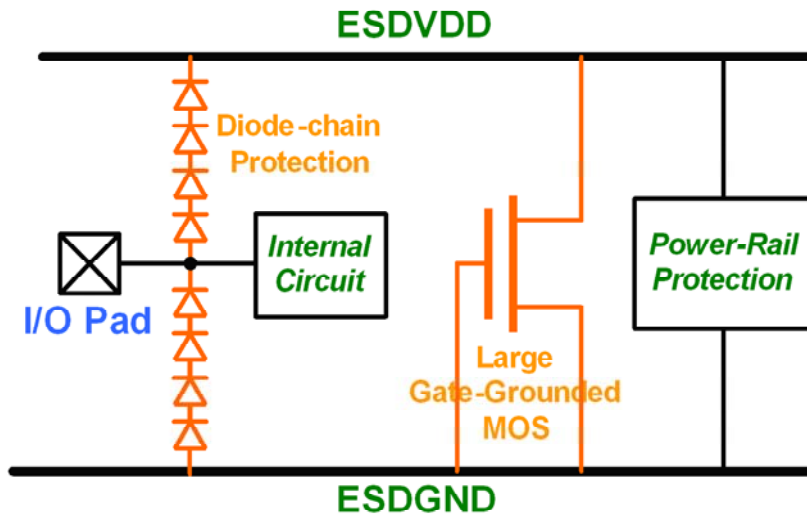 ESDVDD
Diode-chain
Protection
Internal
Circuit
I/O Pad
Power-Rail
Protection
Large
Gate-Grounded
MOS
ESDGND